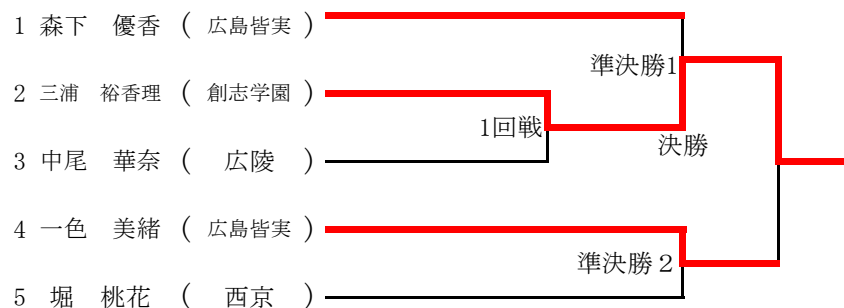 1 森下 優香 ( 広島皆実 )
準決勝1
2 三浦 裕香理 ( 創志学園 )
1回戦
決勝
3 中尾 華奈 ( 広陵 )
4 一色 美緒 ( 広島皆実 )
準決勝２
5 堀 桃花 ( 西京 )